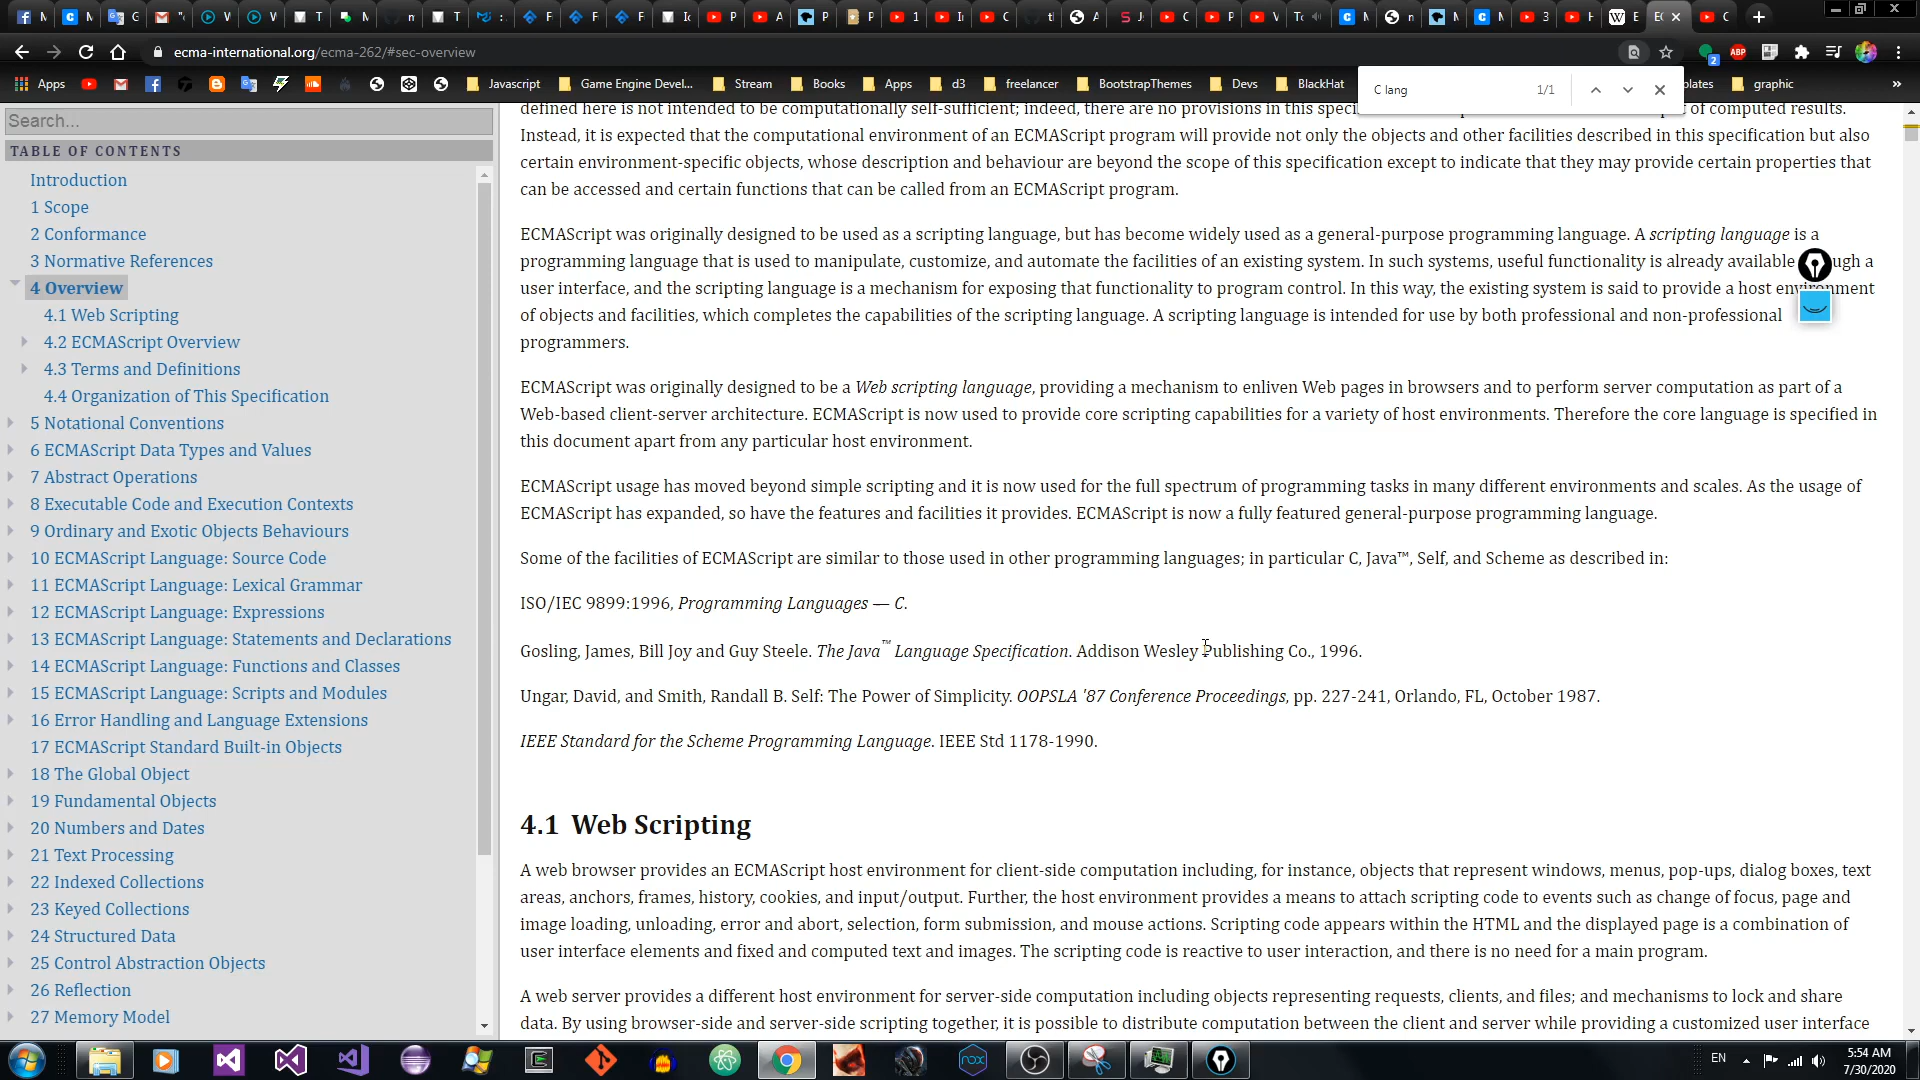 ecma-international.org/ecma-262/#sec-overview
Apps
Javascript
Game Engine Devel...
Stream
Books
Apps
d3
freelancer
BootstrapThemes
Devs
BlackHat
graphic
»
C lang 1/1
Search...
TABLE OF CONTENTS
Introduction
1 Scope
2 Conformance
3 Normative References
4 Overview
4.1 Web Scripting
4.2 ECMAScript Overview
4.3 Terms and Definitions
4.4 Organization of This Specification
5 Notational Conventions
6 ECMAScript Data Types and Values
7 Abstract Operations
8 Executable Code and Execution Contexts
9 Ordinary and Exotic Objects Behaviours
10 ECMAScript Language: Source Code
11 ECMAScript Language: Lexical Grammar
12 ECMAScript Language: Expressions
13 ECMAScript Language: Statements and Declarations
14 ECMAScript Language: Functions and Classes
15 ECMAScript Language: Scripts and Modules
16 Error Handling and Language Extensions
17 ECMAScript Standard Built-in Objects
18 The Global Object
19 Fundamental Objects
20 Numbers and Dates
21 Text Processing
22 Indexed Collections
23 Keyed Collections
24 Structured Data
25 Control Abstraction Objects
26 Reflection
27 Memory Model
defined here is not intended to be computationally self-sufficient; indeed, there are no provisions in this of computed results.
Instead, it is expected that the computational environment of an ECMAScript program will provide not only the objects and other facilities described in this specification but also
certain environment-specific objects, whose description and behaviour are beyond the scope of this specification except to indicate that they may provide certain properties that
can be accessed and certain functions that can be called from an ECMAScript program.
ECMAScript was originally designed to be used as a scripting language, but has become widely used as a general-purpose programming language. A scripting language is a
programming language that is used to manipulate, customize, and automate the facilities of an existing system. In such systems, useful functionality is already available a
user interface, and the scripting language is a mechanism for exposing that functionality to program control. In this way, the existing system is said to provide a host environment
of objects and facilities, which completes the capabilities of the scripting language. A scripting language is intended for use by both professional and non-professional
programmers.
ECMAScript was originally designed to be a Web scripting language, providing a mechanism to enliven Web pages in browsers and to perform server computation as part of a
Web-based client-server architecture. ECMAScript is now used to provide core scripting capabilities for a variety of host environments. Therefore the core language is specified in
this document apart from any particular host environment.
ECMAScript usage has moved beyond simple scripting and it is now used for the full spectrum of programming tasks in many different environments and scales. As the usage of
ECMAScript has expanded, so have the features and facilities it provides. ECMAScript is now a fully featured general-purpose programming language.
Some of the facilities of ECMAScript are similar to those used in other programming languages; in particular C, Java™, Self, and Scheme as described in:
ISO/IEC 9899:1996, Programming Languages — C.
Gosling, James, Bill Joy and Guy Steele. The Java™ Language Specification. Addison Wesley Publishing Co., 1996.
Ungar, David, and Smith, Randall B. Self: The Power of Simplicity. OOPSLA '87 Conference Proceedings, pp. 227-241, Orlando, FL, October 1987.
IEEE Standard for the Scheme Programming Language. IEEE Std 1178-1990.
4.1 Web Scripting
A web browser provides an ECMAScript host environment for client-side computation including, for instance, objects that represent windows, menus, pop-ups, dialog boxes, text
areas, anchors, frames, history, cookies, and input/output. Further, the host environment provides a means to attach scripting code to events such as change of focus, page and
image loading, unloading, error and abort, selection, form submission, and mouse actions. Scripting code appears within the HTML and the displayed page is a combination of
user interface elements and fixed and computed text and images. The scripting code is reactive to user interaction, and there is no need for a main program.
A web server provides a different host environment for server-side computation including objects representing requests, clients, and files; and mechanisms to lock and share
data. By using browser-side and server-side scripting together, it is possible to distribute computation between the client and server while providing a customized user interface
EN
5:54 AM
7/30/2020